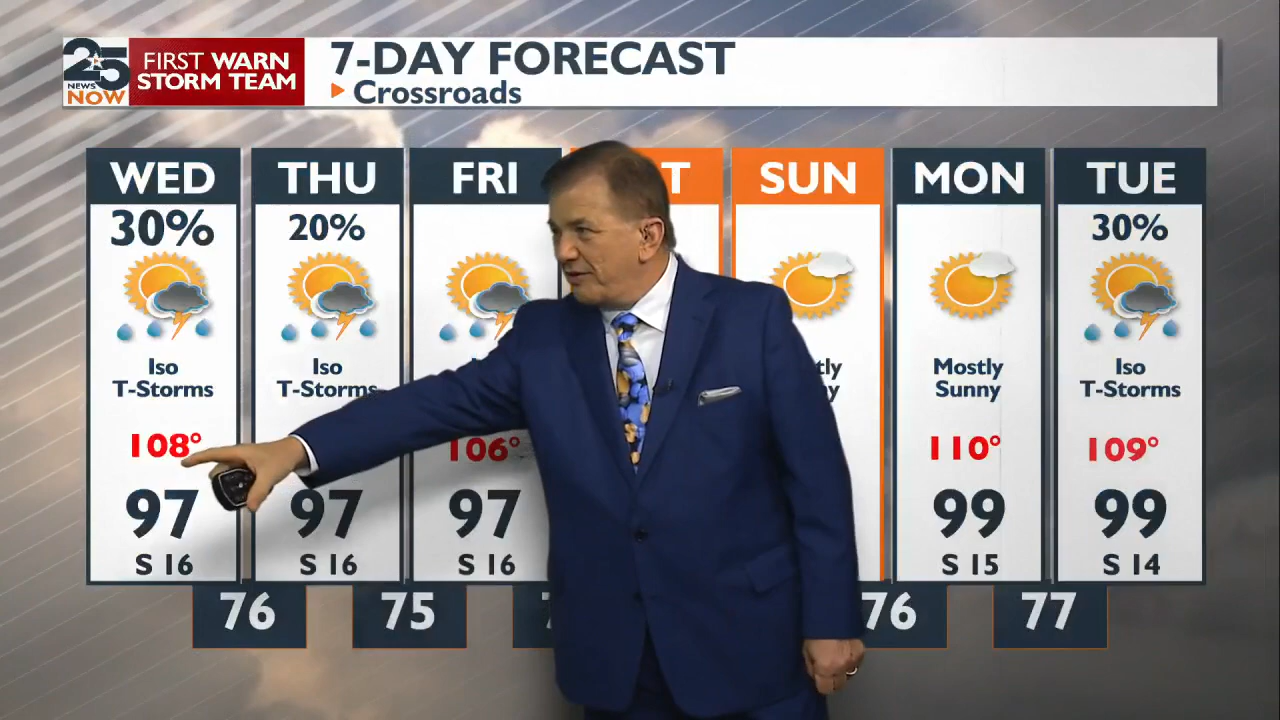 25
NEWS
NOW
FIRST WARN
STORM TEAM
7-DAY FORECAST
Crossroads
WED
30%
Iso
T-Storms
108°
97
S 16
THU
20%
Iso
T-Storms
97
S 16
FRI
106°
97
S 16
SUN
MON
Mostly
Sunny
110°
99
S 15
TUE
30%
Iso
T-Storms
109°
99
S 14
76
75
76
77